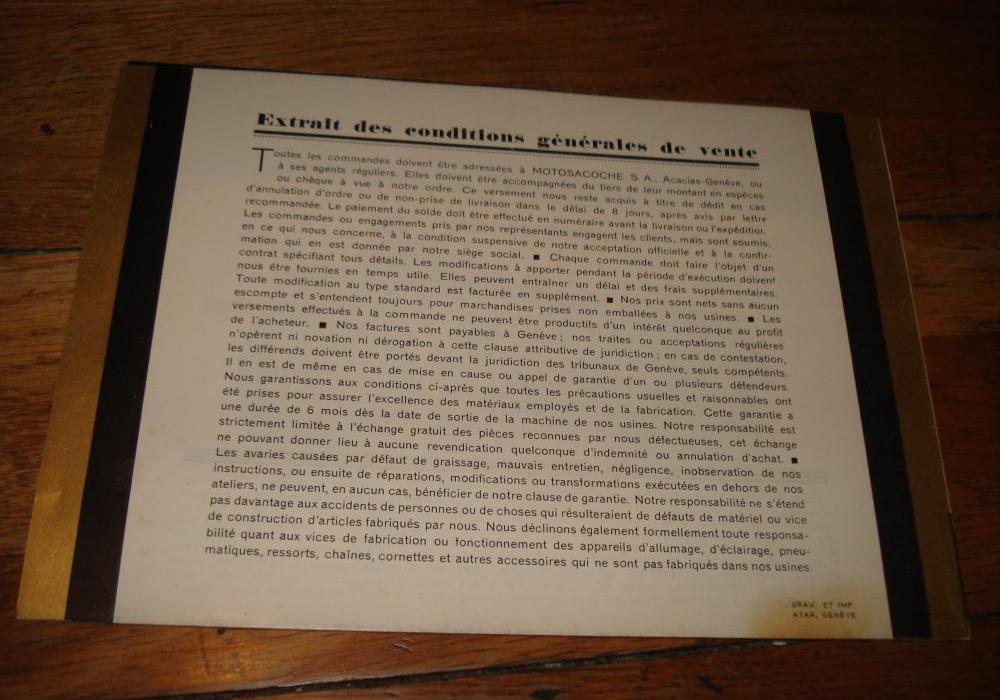 Extrait des conditions générales de vente
Toutes les commandes doivent être adressées à MOTOSACOCHE S. A., Acacias-Genève, ou
à ses agents réguliers. Elles doivent être accompagnées du tiers de leur montant en espèces
ou chèque à vue à notre ordre. Ce versement nous reste acquis à titre de dédit en cas
d'annulation d'ordre ou de non-prise de livraison dans le délai de 8 jours, après avis par lettre
recommandée. Le paiement du solde doit être effectué en numéraire avant la livraison ou l'expédition.
Les commandes ou engagements pris par nos représentants engagent les clients, mais sont soumis,
en ce qui nous concerne, à la condition suspensive de notre acceptation officielle et à la confir-
mation qui en est donnée par notre siège social. ■ Chaque commande doit faire l'objet d'un
contrat spécifiant tous détails. Les modifications à apporter pendant la période d'exécution doivent
nous être fournies en temps utile. Elles peuvent entraîner un délai et des frais supplémentaires.
Toute modification au type standard est facturée en supplément. ■ Nos prix sont nets sans aucun
escompte et s'entendent toujours pour marchandises prises non emballées à nos usines. ■ Les
versements effectués à la commande ne peuvent être productifs d'un intérêt quelconque au profit
de l'acheteur. ■ Nos factures sont payables à Genève; nos traites ou acceptations régulières
n'opèrent ni novation ni dérogation à cette clause attributive de juridiction; en cas de contestation,
les différends doivent être portés devant la juridiction des tribunaux de Genève, seuls compétents.
Il en est de même en cas de mise en cause ou appel de garantie d'un ou plusieurs défendeurs.
Nous garantissons aux conditions ci-après que toutes les précautions usuelles et raisonnables ont
été prises pour assurer l'excellence des matériaux employés et de la fabrication. Cette garantie a
une durée de 6 mois dès la date de sortie de la machine de nos usines. Notre responsabilité est
strictement limitée à l'échange gratuit des pièces reconnues par nous défectueuses, cet échange
ne pouvant donner lieu à aucune revendication quelconque d'indemnité ou annulation d'achat. ■
Les avaries causées par défaut de graissage, mauvais entretien, négligence, inobservation de nos
instructions, ou ensuite de réparations, modifications ou transformations exécutées en dehors de nos
ateliers, ne peuvent, en aucun cas, bénéficier de notre clause de garantie. Notre responsabilité ne s'étend
pas davantage aux accidents de personnes ou de choses qui résulteraient de défauts de matériel ou vice
de construction d'articles fabriqués par nous. Nous déclinons également formellement toute responsa-
bilité quant aux vices de fabrication ou fonctionnement des appareils d'allumage, d'éclairage, pneu-
matiques, ressorts, chaînes, cornettes et autres accessoires qui ne sont pas fabriqués dans nos usines.
GRAV. ET IMP.
ATAR, GENÈVE